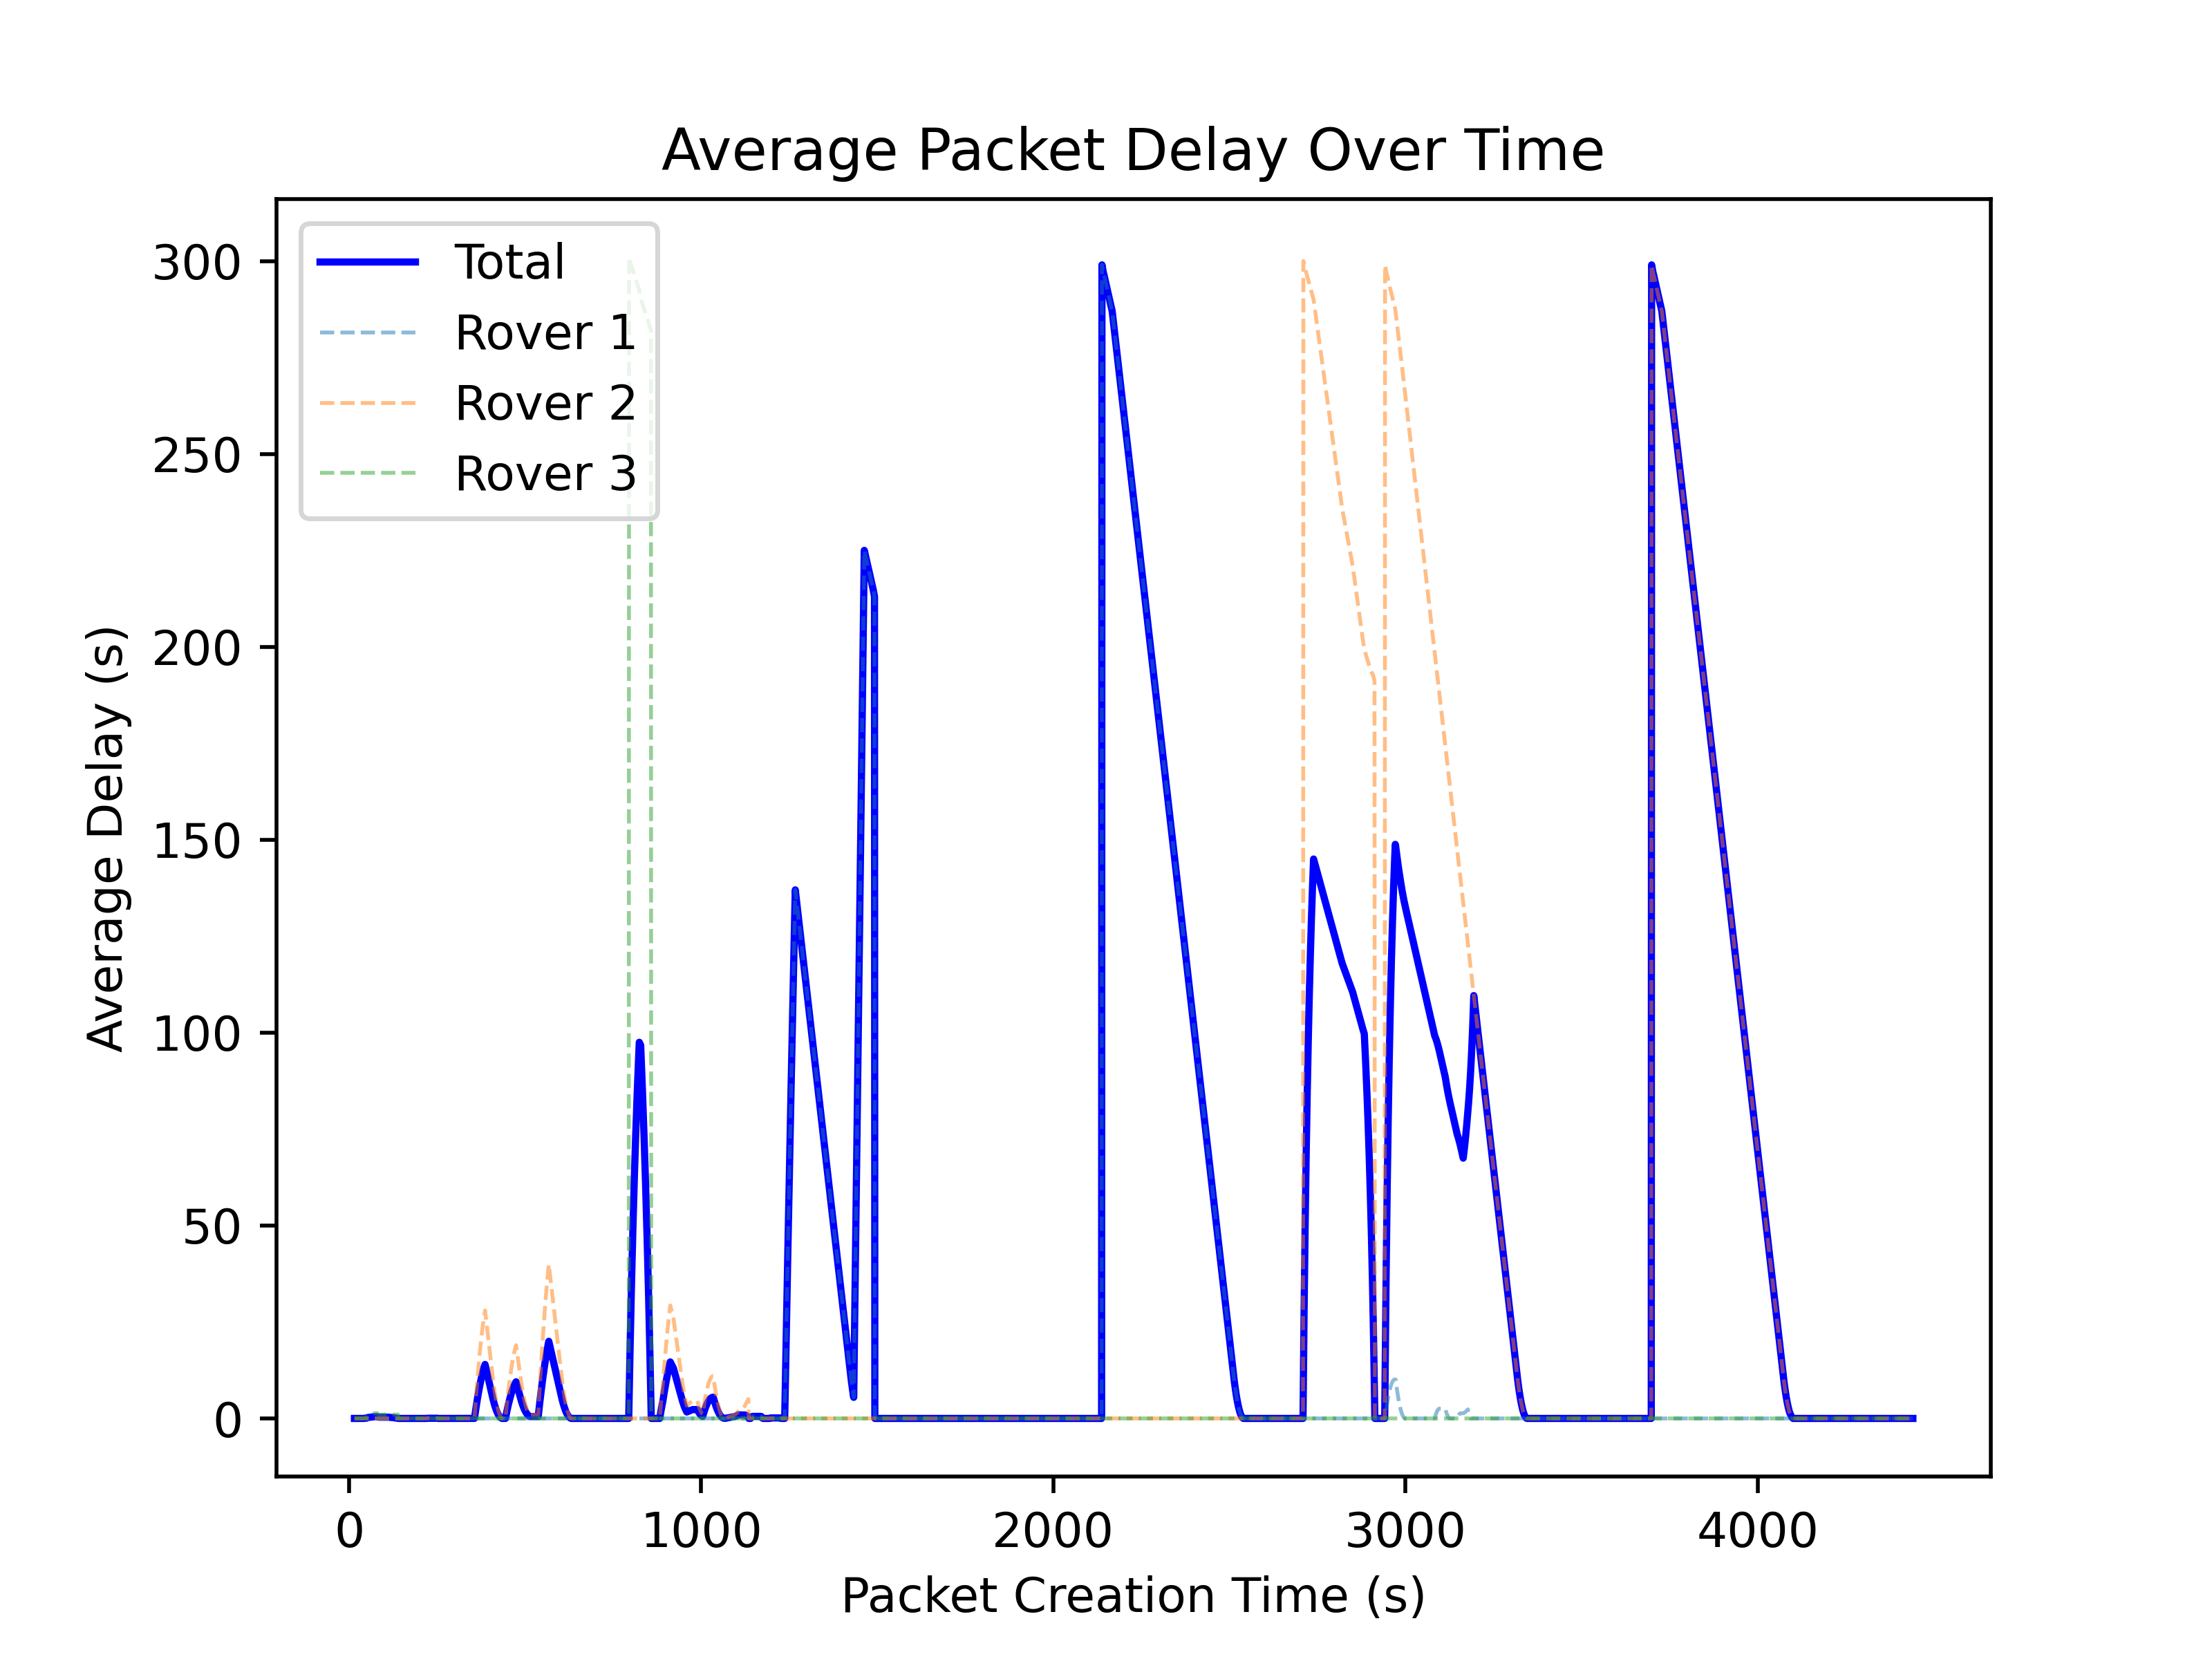 Average Packet Delay Over Time
Total
Rover 1
Rover 2
Rover 3
300
250
200
150
100
50
0
Average Delay (s)
0 1000 2000 3000 4000
Packet Creation Time (s)